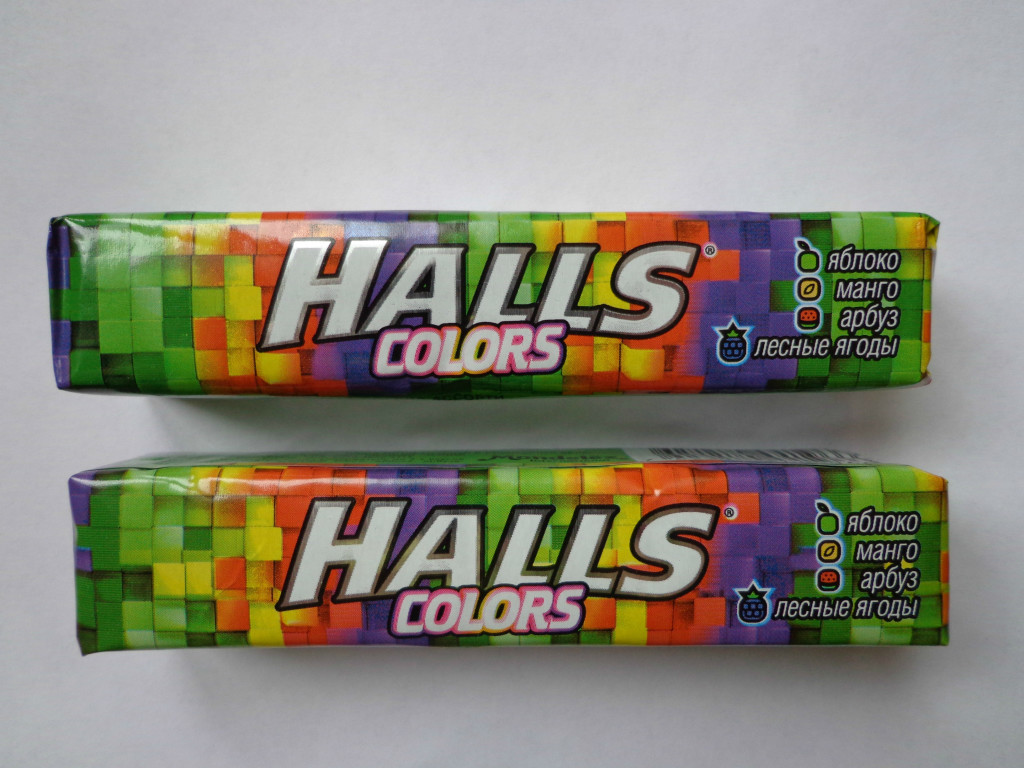 HALLS®
COLORS
яблоко
манго
арбуз
лесные ягоды
HALLS®
COLORS
яблоко
манго
арбуз
лесные ягоды